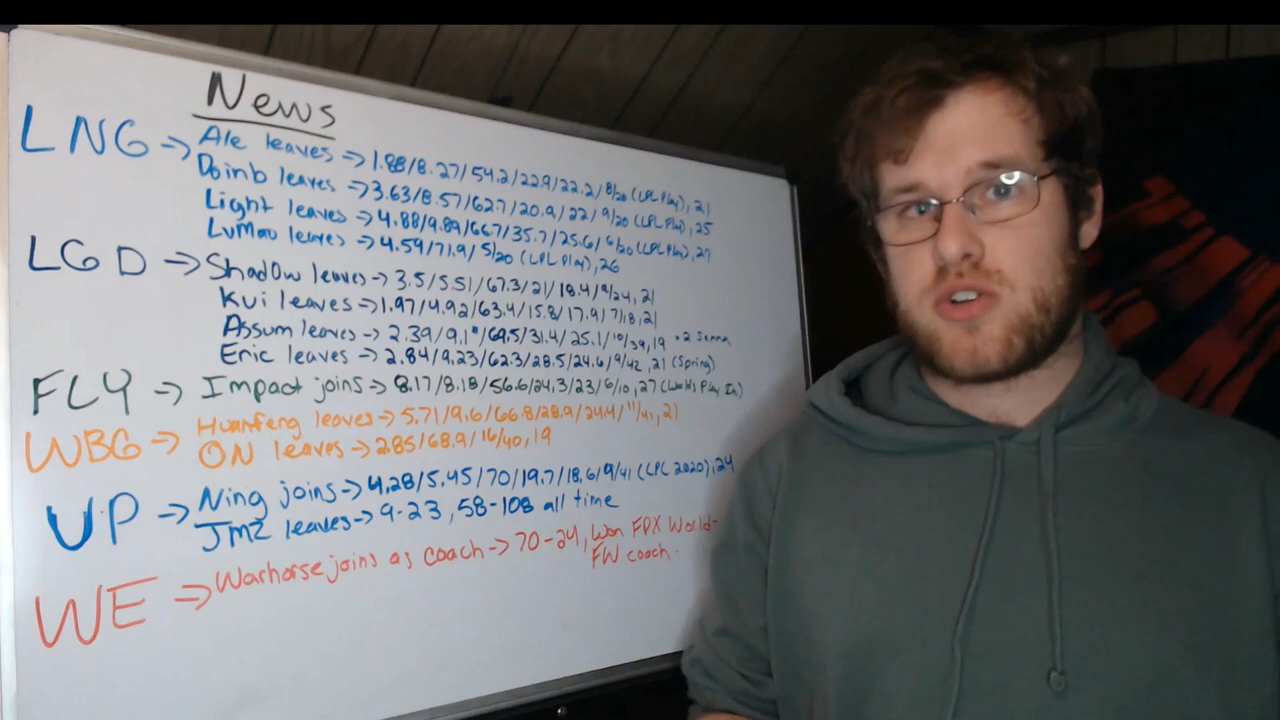 News
LNG → Ale leaves → 1.88/8.27/54.2/22.9/22.2/8/20 (LPL Play), 21
Doinb leaves → 3.63/8.57/62.7/20.9/22/9/20 (LPL Play), 25
Light leaves → 4.88/9.89/66.7/35.7/25.6/6/20 (LPL Play), 21
LvMao leaves → 4.59/71.9/5/20 (LPL Play), 26
LGD → Shad0w leaves → 3.5/5.51/67.3/21/18.4/9/24, 21
Kui leaves → 1.97/4.92/63.4/15.8/17.9/7/18, 21
Assum leaves → 2.39/9.1/69.5/31.4/25.1/10/29, 19 • 2 Senna
Eric leaves → 2.84/9.23/62.3/28.5/24.6/9/42, 21 (Spring)
FLY → Impact joins → 8.17/8.18/56.6/24.3/23/6/10, 27 (Worlds Play In)
WBG → Huanfeng leaves → 5.71/9.6/66.8/28.9/24.4/11/41, 21
ON leaves → 2.85/68.9/16/40, 19
UP → Ning joins → 4.28/5.45/70/19.7/18.6/9/41 (LPL 2020), 24
JMZ leaves → 9-23, 58-108 all time
WE → Warhorse joins as coach → 70-24, Won FPX World-
FW coach.